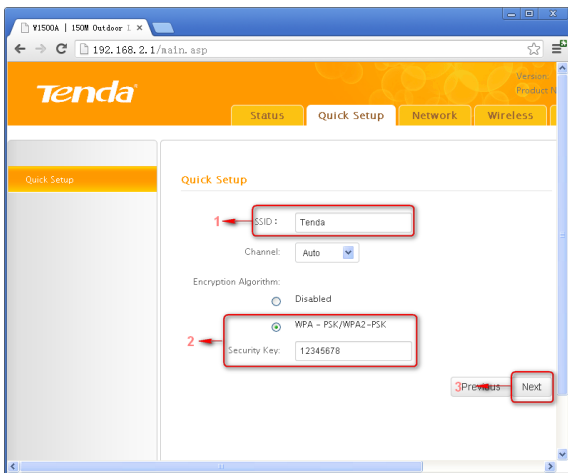 W1500A | 150M Outdoor 1
192.168.2.1/main.asp
Tenda
Version:
Product N
Status
Quick Setup
Network
Wireless
Quick Setup
Quick Setup
1
SSID:
Tenda
Channel:
Auto
Encryption Algorithm:
Disabled
WPA - PSK/WPA2-PSK
2
Security Key:
12345678
3
Previous
Next